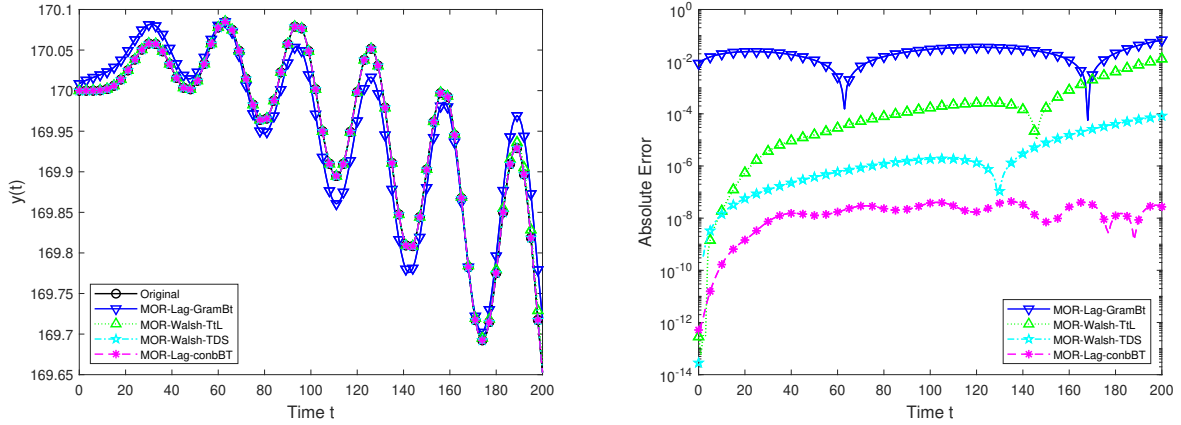 170.1
170.05
170
169.95
169.9
169.85
169.8
169.75
169.7
169.65
y(t)
0 20 40 60 80 100 120 140 160 180 200
Time t
Original
MOR-Lag-GramBt
MOR-Walsh-TtL
MOR-Walsh-TDS
MOR-Lag-conbBT
10^0
10^-2
10^-4
10^-6
10^-8
10^-10
10^-12
10^-14
Absolute Error
0 20 40 60 80 100 120 140 160 180 200
Time t
MOR-Lag-GramBt
MOR-Walsh-TtL
MOR-Walsh-TDS
MOR-Lag-conbBT